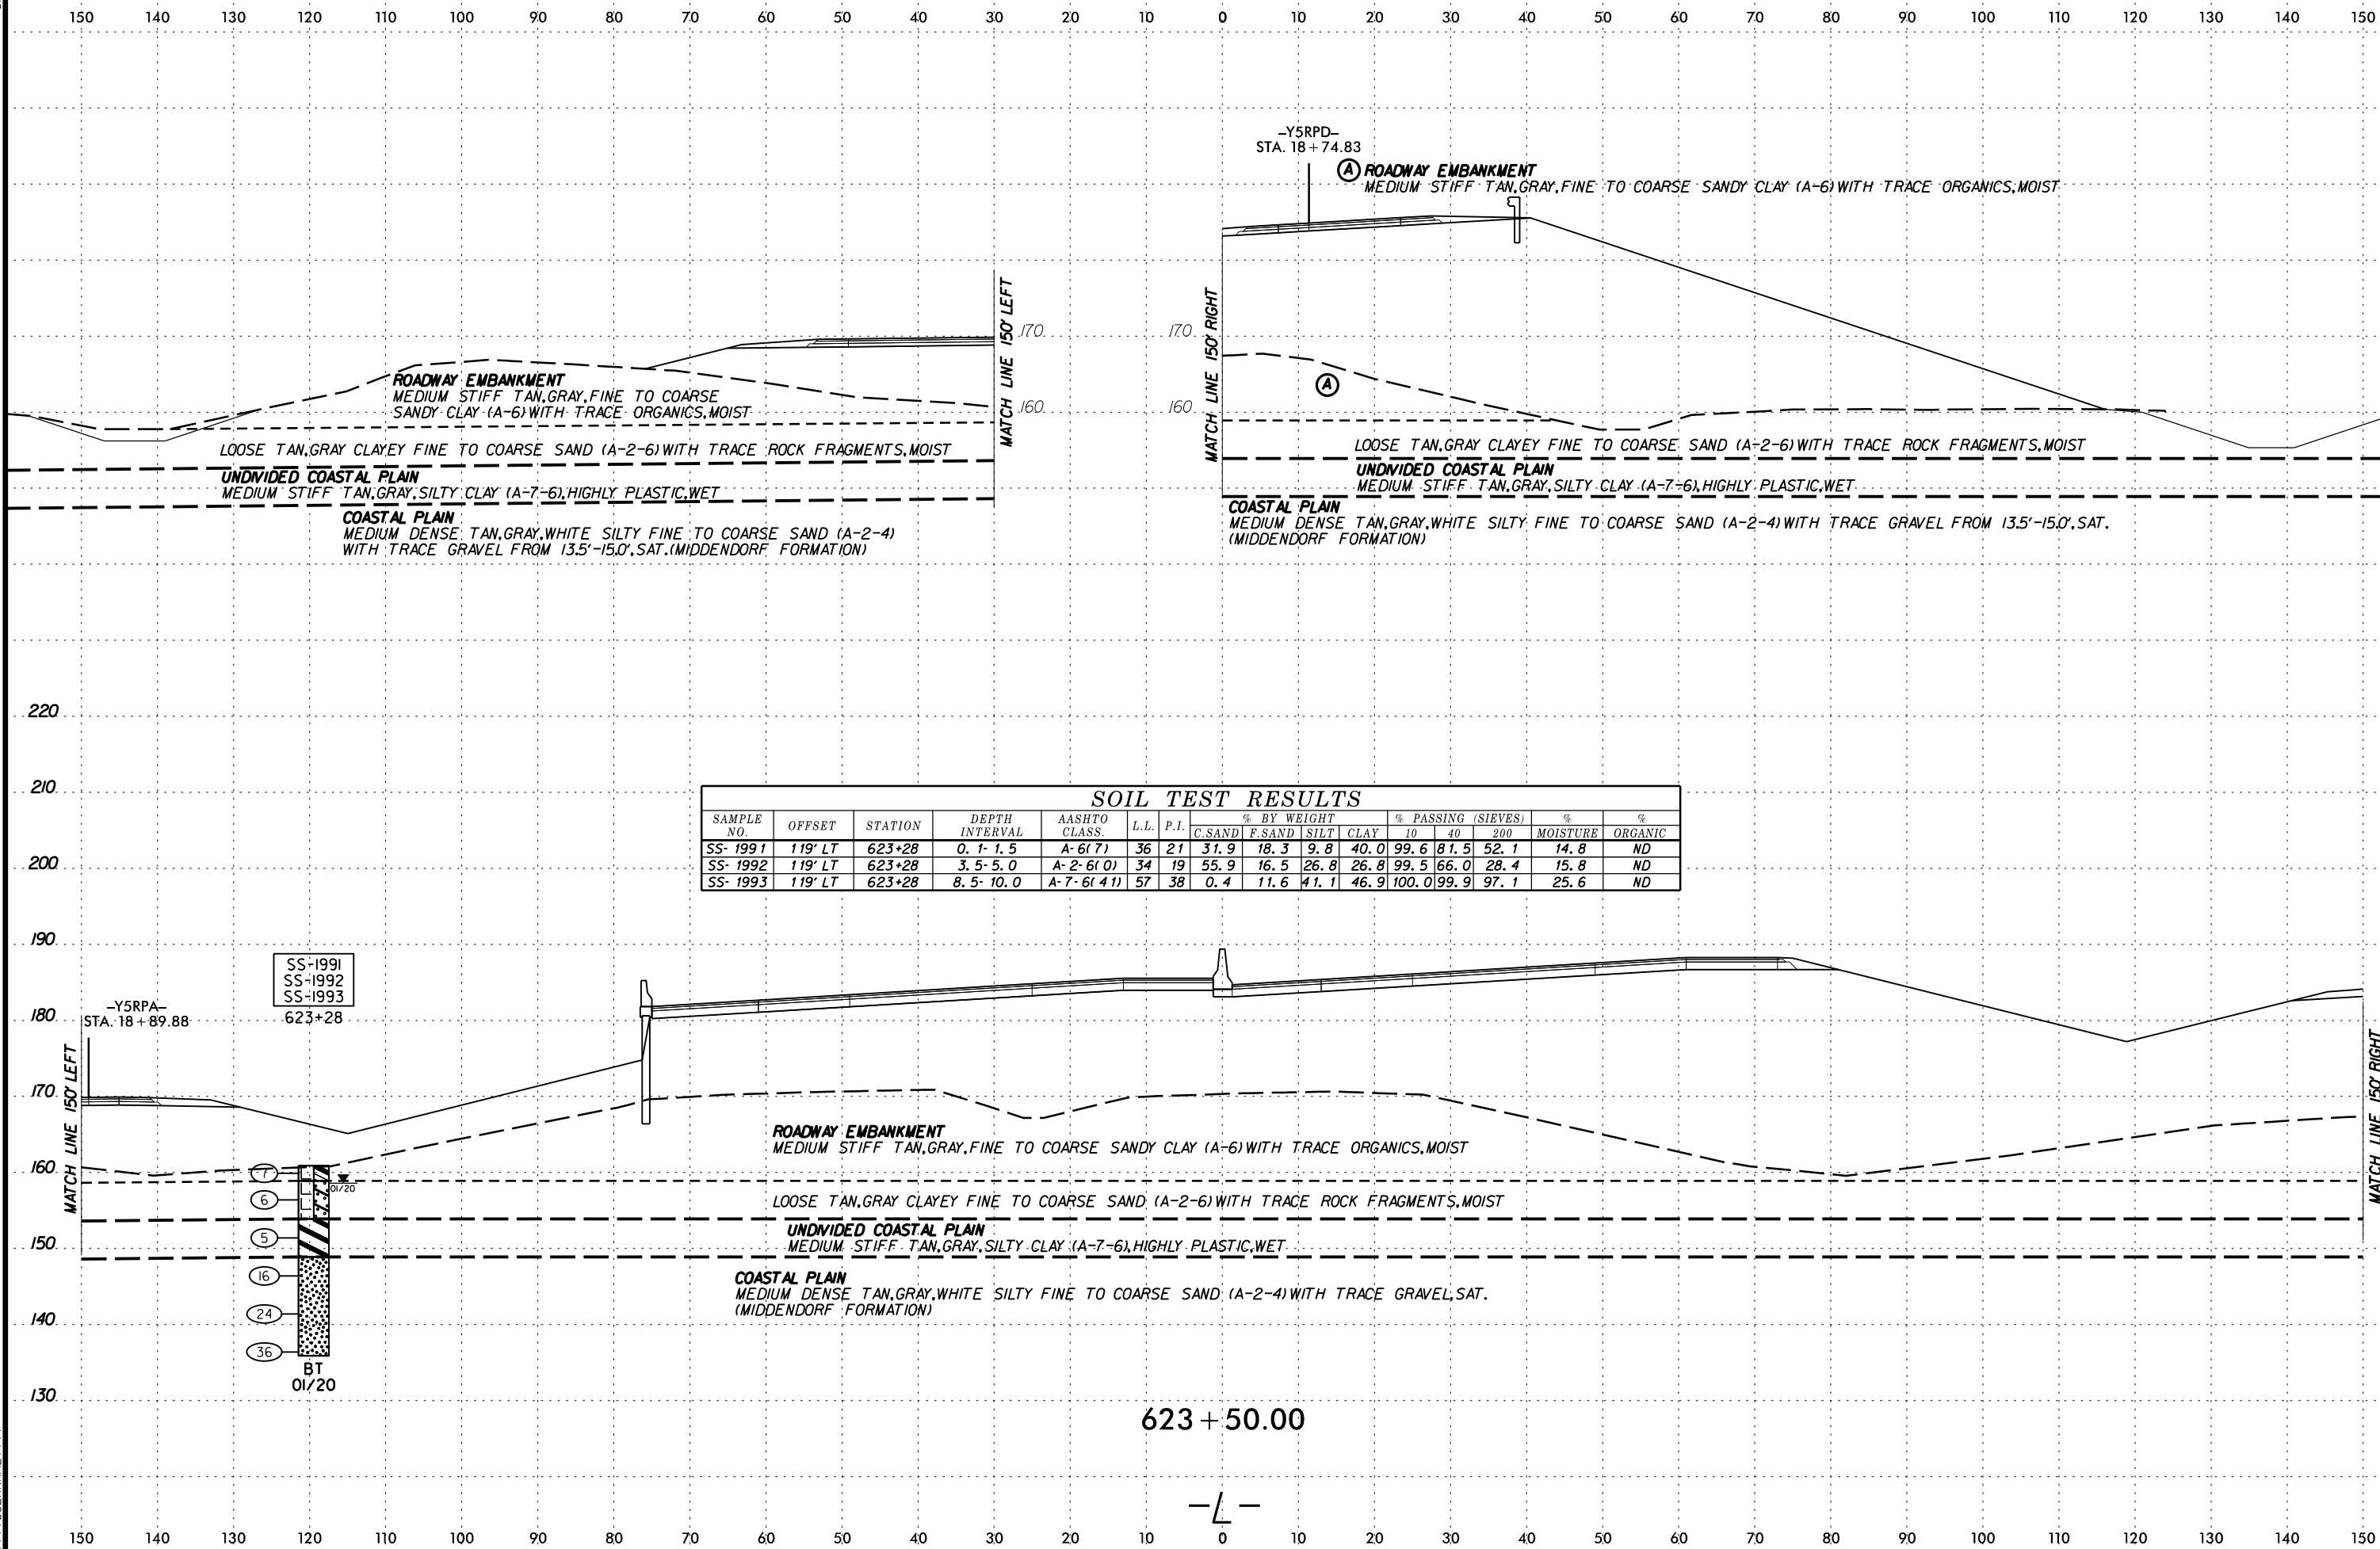 150 140 130 120 110 100 90 80 70 60 50 40 30 20 10 0 10 20 30 40 50 60 70 80 90 100 110 120 130 140 150
-Y5RPD-
STA. 18+74.83
A ROADWAY EMBANKMENT
MEDIUM STIFF TAN,GRAY,FINE TO COARSE SANDY CLAY (A-6) WITH TRACE ORGANICS,MOIST
MATCH LINE 150' LEFT
170
160
170
160
MATCH LINE 150' RIGHT
ROADWAY EMBANKMENT
MEDIUM STIFF TAN,GRAY,FINE TO COARSE
SANDY CLAY (A-6) WITH TRACE ORGANICS,MOIST
LOOSE TAN,GRAY CLAYEY FINE TO COARSE SAND (A-2-6) WITH TRACE ROCK FRAGMENTS,MOIST
UNDIVIDED COASTAL PLAIN
MEDIUM STIFF TAN,GRAY,SILTY CLAY (A-7-6),HIGHLY PLASTIC,WET
COASTAL PLAIN
MEDIUM DENSE TAN,GRAY,WHITE SILTY FINE TO COARSE SAND (A-2-4)
WITH TRACE GRAVEL FROM 13.5'-15.0',SAT.(MIDDENDORF FORMATION)
A
LOOSE TAN,GRAY CLAYEY FINE TO COARSE SAND (A-2-6) WITH TRACE ROCK FRAGMENTS,MOIST
UNDIVIDED COASTAL PLAIN
MEDIUM STIFF TAN,GRAY,SILTY CLAY (A-7-6),HIGHLY PLASTIC,WET
COASTAL PLAIN
MEDIUM DENSE TAN,GRAY,WHITE SILTY FINE TO COARSE SAND (A-2-4) WITH TRACE GRAVEL FROM 13.5'-15.0',SAT.
(MIDDENDORF FORMATION)
220
210
200
190
180
170
160
150
140
130
SOIL TEST RESULTS
SAMPLE NO. OFFSET STATION DEPTH INTERVAL AASHTO CLASS. L.L. P.I. % BY WEIGHT % PASSING (SIEVES) % MOISTURE % ORGANIC
C.SAND F.SAND SILT CLAY 10 40 200
SS-1991 119' LT 623+28 0.1-1.5 A-6(7) 36 21 31.9 18.3 9.8 40.0 99.6 81.5 52.1 14.8 ND
SS-1992 119' LT 623+28 3.5-5.0 A-2-6(0) 34 19 55.9 16.5 26.8 26.8 99.5 66.0 28.4 15.8 ND
SS-1993 119' LT 623+28 8.5-10.0 A-7-6(41) 57 38 0.4 11.6 41.1 46.9 100.0 99.9 97.1 25.6 ND
SS-1991
SS-1992
SS-1993
623+28
-Y5RPA-
STA. 18+89.88
MATCH LINE 150' LEFT
MATCH LINE 150' RIGHT
7
6
5
16
24
36
01/20
BT
01/20
ROADWAY EMBANKMENT
MEDIUM STIFF TAN,GRAY,FINE TO COARSE SANDY CLAY (A-6) WITH TRACE ORGANICS,MOIST
LOOSE TAN,GRAY CLAYEY FINE TO COARSE SAND (A-2-6) WITH TRACE ROCK FRAGMENTS,MOIST
UNDIVIDED COASTAL PLAIN
MEDIUM STIFF TAN,GRAY,SILTY CLAY (A-7-6),HIGHLY PLASTIC,WET
COASTAL PLAIN
MEDIUM DENSE TAN,GRAY,WHITE SILTY FINE TO COARSE SAND (A-2-4) WITH TRACE GRAVEL,SAT.
(MIDDENDORF FORMATION)
623+50.00
-L-
150 140 130 120 110 100 90 80 70 60 50 40 30 20 10 0 10 20 30 40 50 60 70 80 90 100 110 120 130 140 150